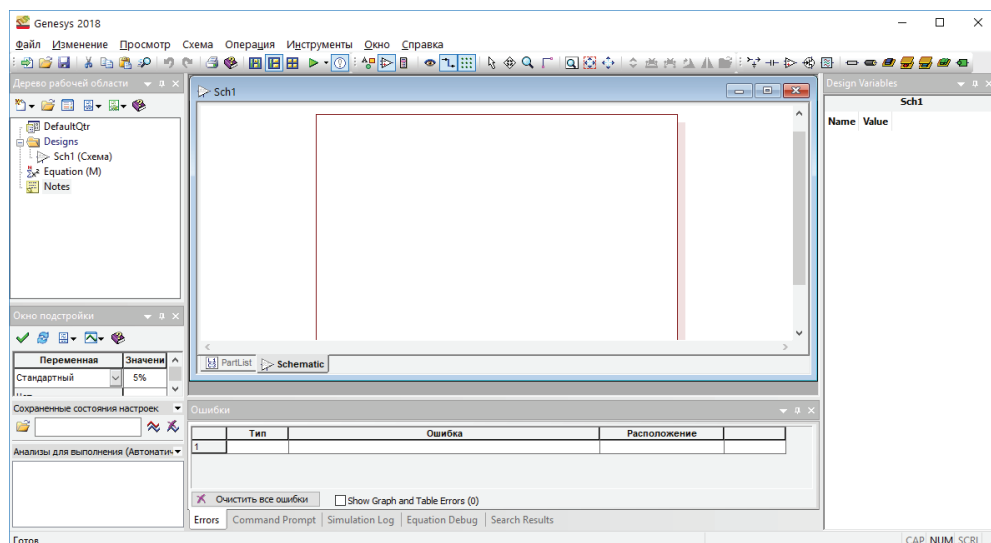 Genesys 2018
Файл Изменение Просмотр Схема Операция Инструменты Окно Справка
Дерево рабочей области
DefaultQtr
Designs
Sch1 (Схема)
Equation (M)
Notes
Sch1
PartList Schematic
Design Variables
Sch1
Name Value
Окно подстройки
Переменная Значени
Стандартный 5%
Сохраненные состояния настроек
Анализы для выполнения (Автоматич
Ошибки
Тип Ошибка Расположение
1
Очистить все ошибки Show Graph and Table Errors (0)
Errors Command Prompt Simulation Log Equation Debug Search Results
Готов CAP NUM SCRL